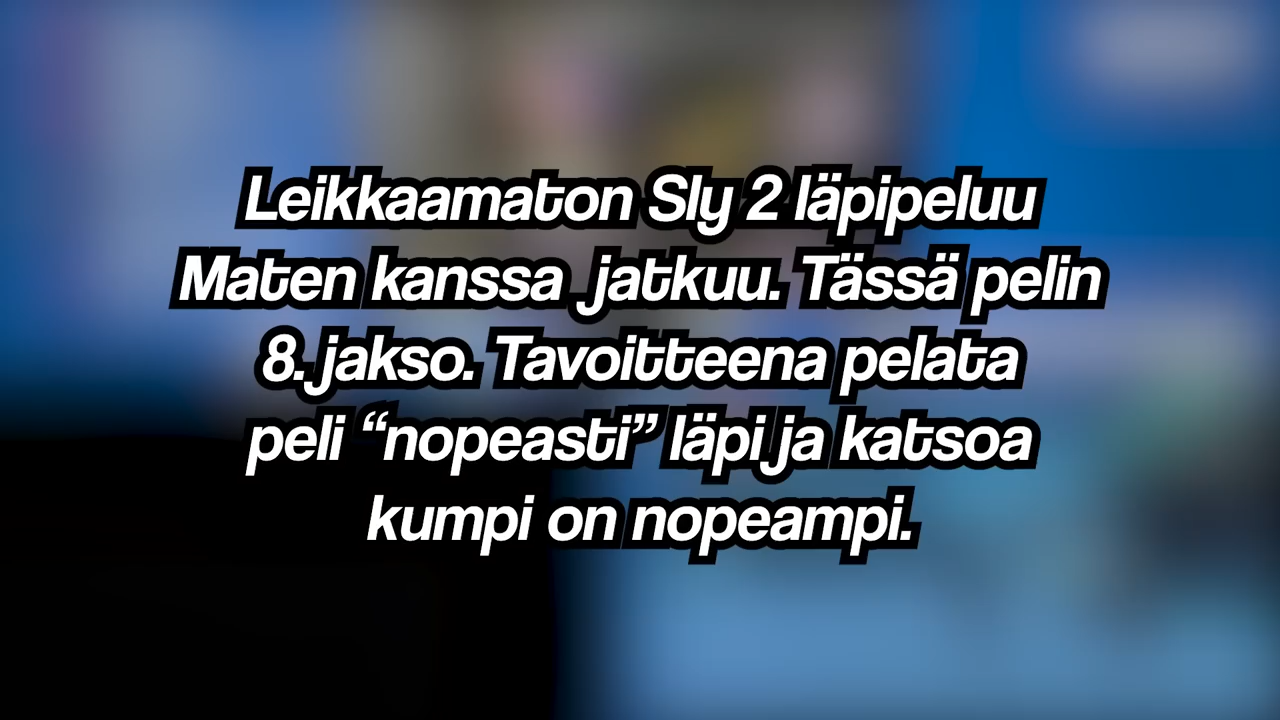 Leikkaamaton Sly 2 läpipeluu
Maten kanssa jatkuu. Tässä pelin
8. jakso. Tavoitteena pelata
peli “nopeasti” läpi ja katsoa
kumpi on nopeampi.